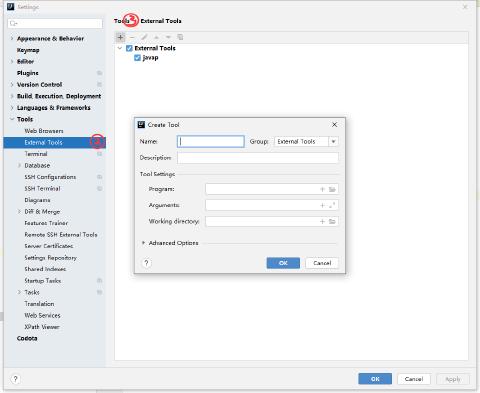 Settings
Appearance & Behavior
Keymap
Editor
Plugins
Version Control
Build, Execution, Deployment
Languages & Frameworks
Tools
Web Browsers
External Tools
Terminal
Database
SSH Configurations
SSH Terminal
Diagrams
Diff & Merge
Features Trainer
Remote SSH External Tools
Server Certificates
Settings Repository
Shared Indexes
Startup Tasks
Tasks
Translation
Web Services
XPath Viewer
Codota
Tools External Tools
External Tools
javap
Create Tool
Name: Group: External Tools
Description:
Tool Settings
Program:
Arguments:
Working directory:
Advanced Options
? OK Cancel
? OK Cancel Apply